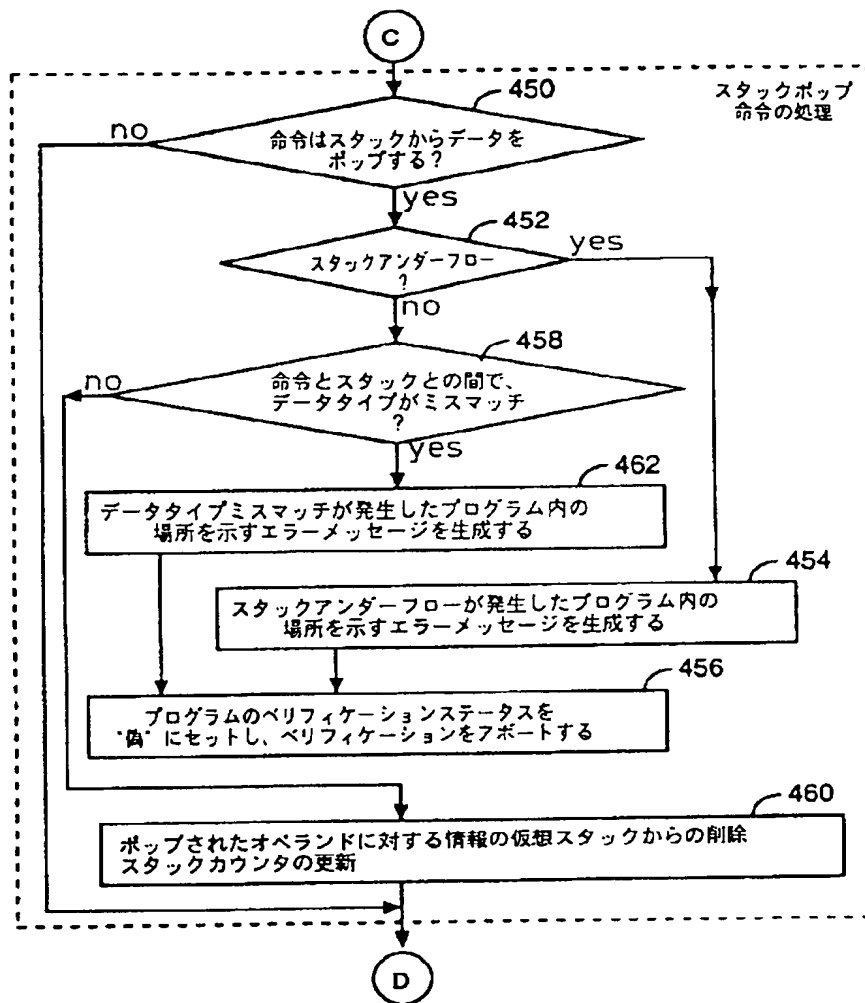 C
450
スタックポップ
命令の処理
no
命令はスタックからデータを
ポップする?
yes
452
yes
スタックアンダーフロー
?
no
458
no
命令とスタックとの間で、
データタイプがミスマッチ
?
yes
462
データタイプミスマッチが発生したプログラム内の
場所を示すエラーメッセージを生成する
454
スタックアンダーフローが発生したプログラム内の
場所を示すエラーメッセージを生成する
456
プログラムのベリフィケーションステータスを
"偽"にセットし、ベリフィケーションをアボートする
460
ポップされたオペランドに対する情報の仮想スタックからの削除
スタックカウンタの更新
D